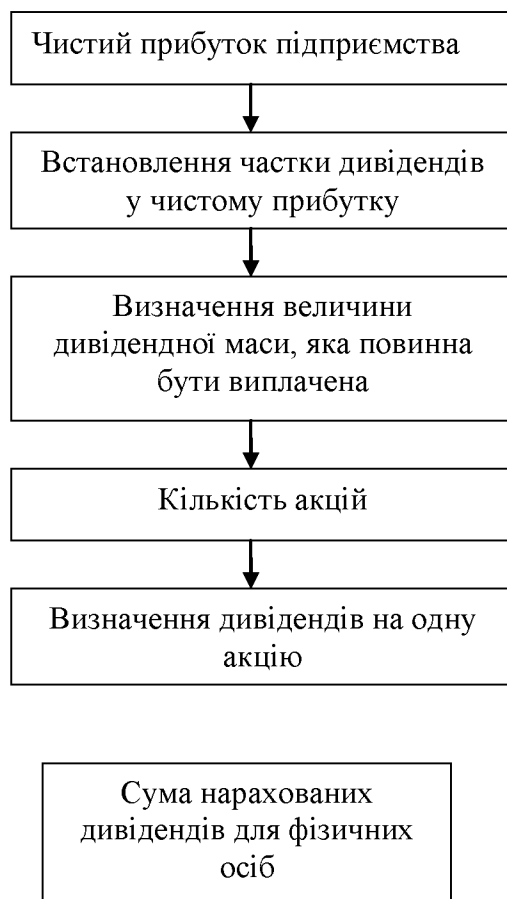 Чистий прибуток підприємства
Встановлення частки дивідендів
у чистому прибутку
Визначення величини
дивідендної маси, яка повинна
бути виплачена
Кількість акцій
Визначення дивідендів на одну
акцію
Сума нарахованих
дивідендів для фізичних
осіб